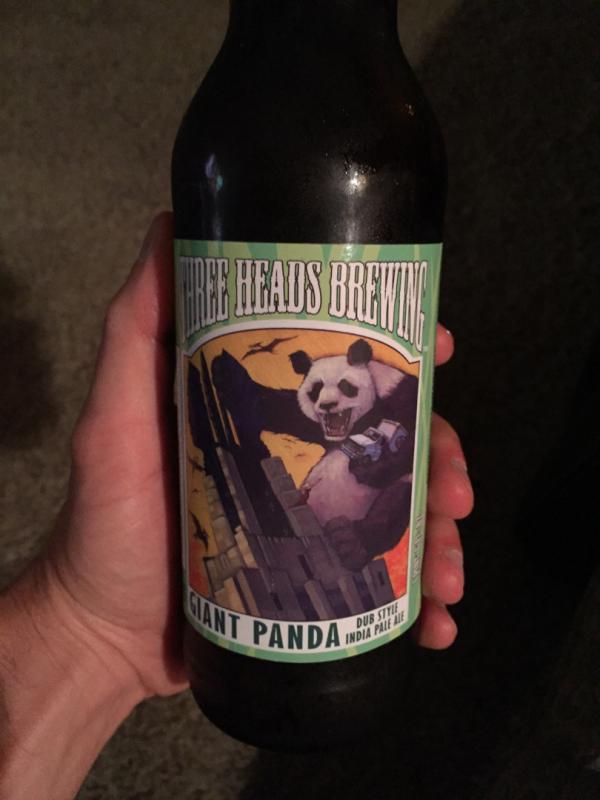 THREE HEADS BREWING
GIANT PANDA
DUB STYLE
INDIA PALE ALE